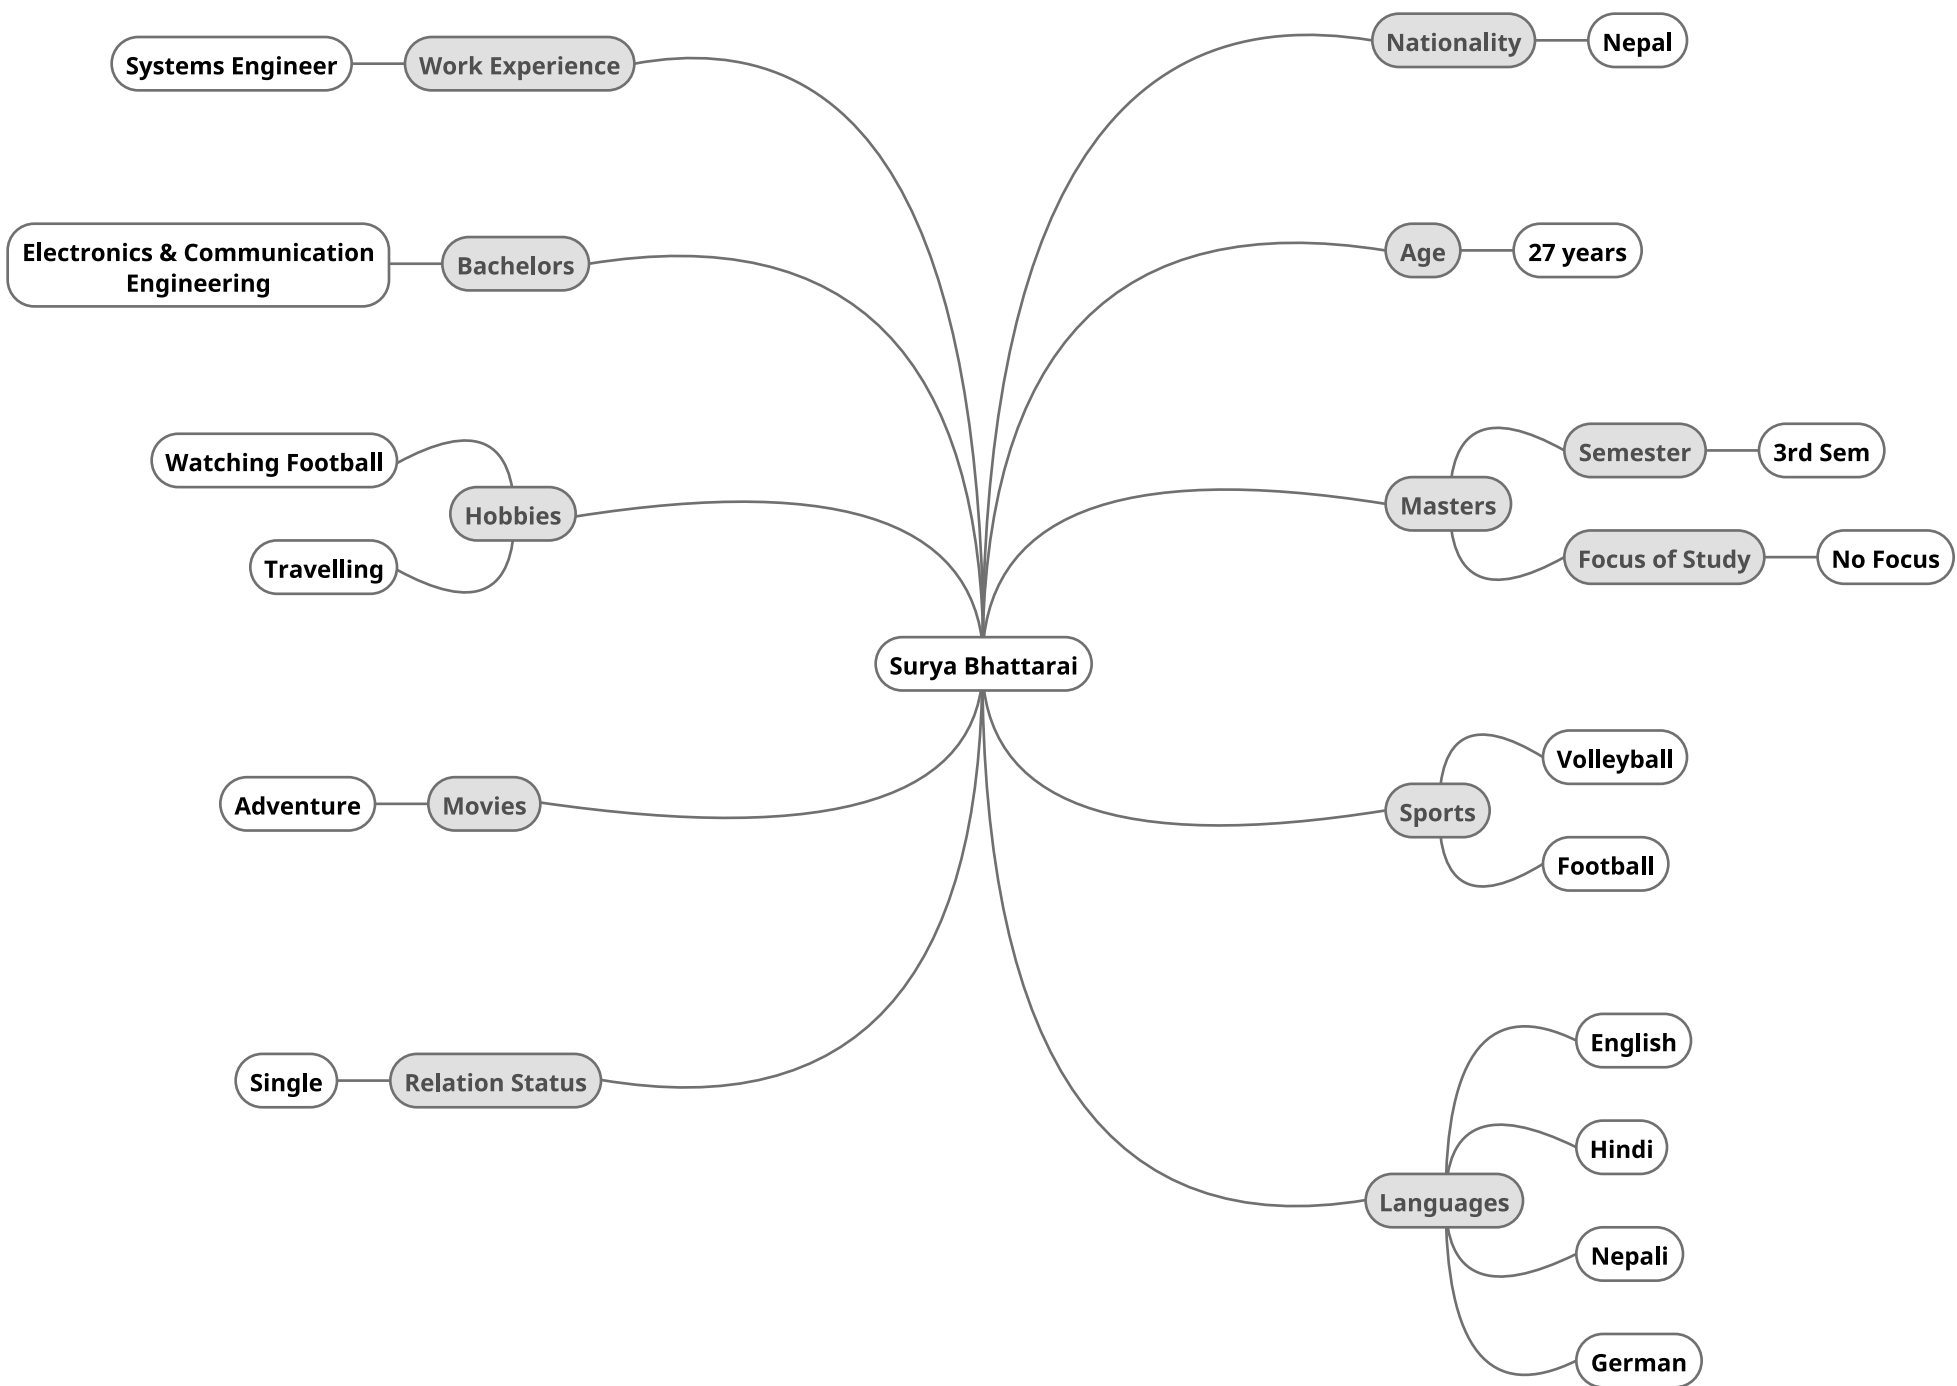 Work Experience
Systems Engineer
Bachelors
Electronics & Communication
Engineering
Hobbies
Watching Football
Travelling
Movies
Adventure
Relation Status
Single
Surya Bhattarai
Nationality
Nepal
Age
27 years
Masters
Semester
3rd Sem
Focus of Study
No Focus
Sports
Volleyball
Football
Languages
English
Hindi
Nepali
German